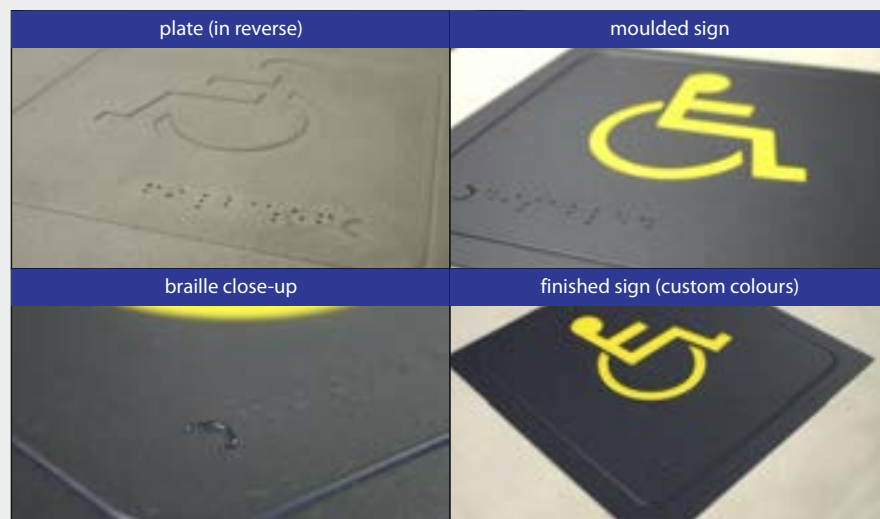 plate (in reverse)
moulded sign
braille close-up
finished sign (custom colours)